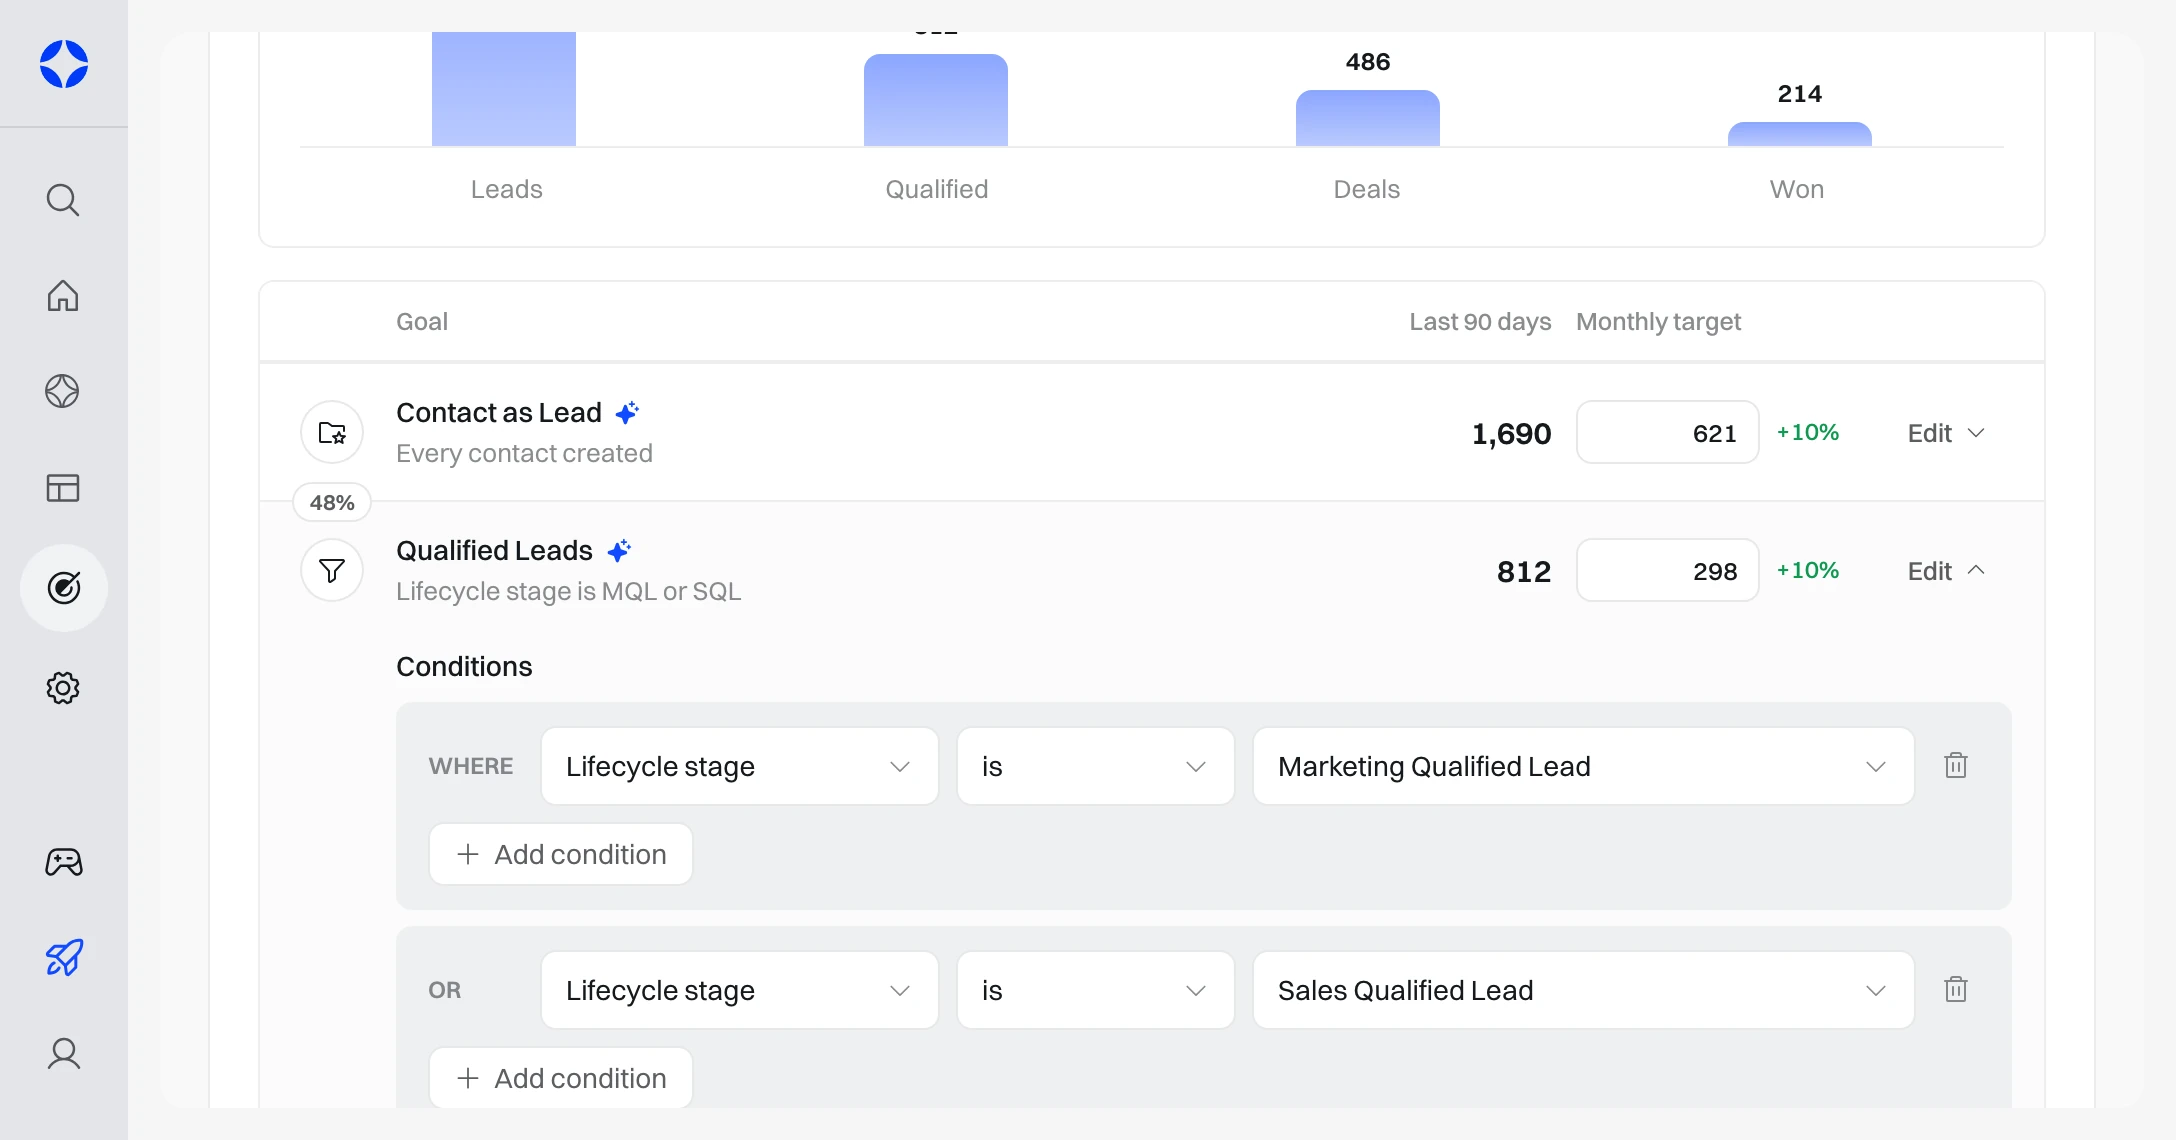 486
214
Leads
Qualified
Deals
Won
Goal
Last 90 days
Monthly target
Contact as Lead
Every contact created
1,690
621
+10%
Edit
48%
Qualified Leads
Lifecycle stage is MQL or SQL
812
298
+10%
Edit
Conditions
WHERE
Lifecycle stage
is
Marketing Qualified Lead
Add condition
OR
Lifecycle stage
is
Sales Qualified Lead
Add condition